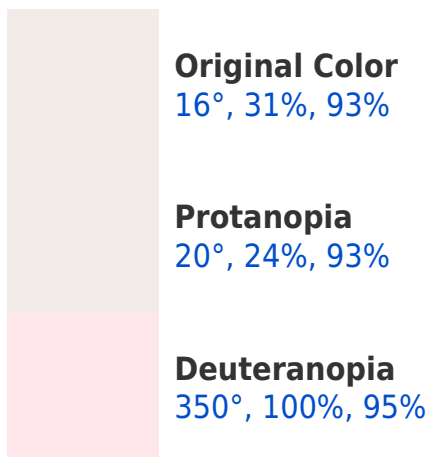 Original Color
16°, 31%, 93%
Protanopia
20°, 24%, 93%
Deuteranopia
350°, 100%, 95%